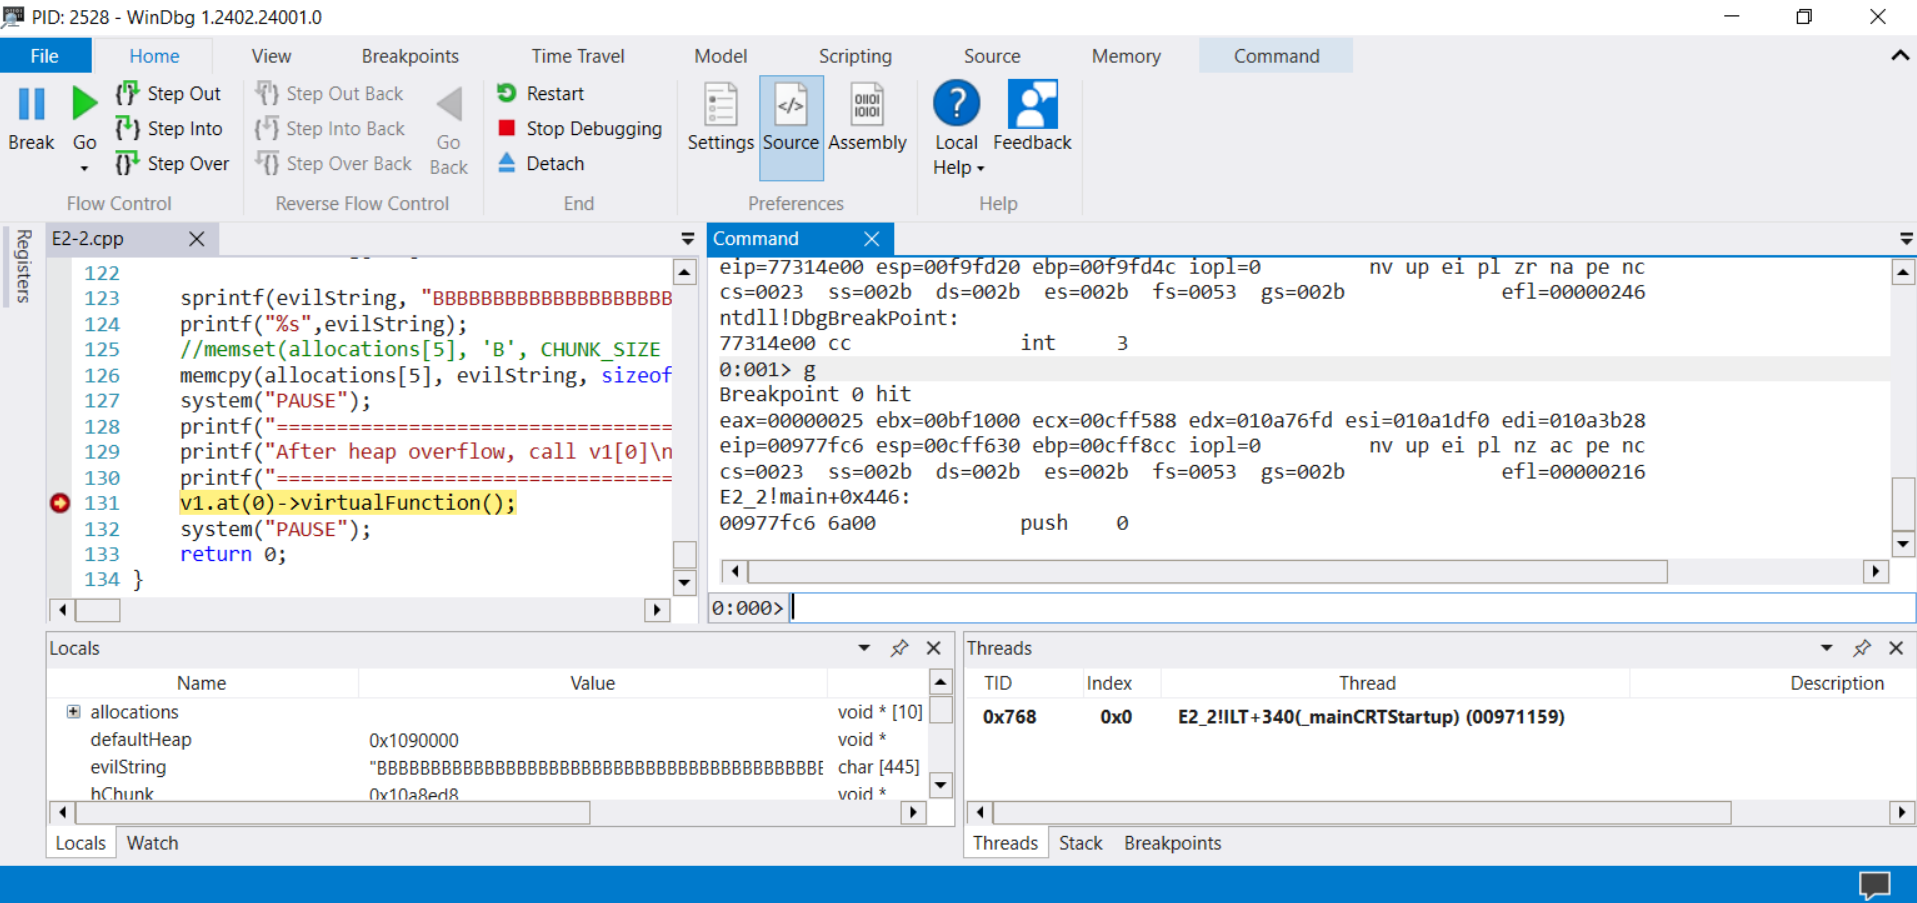 PID: 2528 - WinDbg 1.2402.24001.0
File Home View Breakpoints Time Travel Model Scripting Source Memory Command
Step Out
Step Into
Step Over
Break
Go
Flow Control
Step Out Back
Step Into Back
Step Over Back
Go
Back
Reverse Flow Control
Restart
Stop Debugging
Detach
End
Settings
Source
Assembly
Preferences
Local
Help
Feedback
Help
Registers
E2-2.cpp
122
123 sprintf(evilString, "BBBBBBBBBBBBBBBBBBBB
124 printf("%s",evilString);
125 //memset(allocations[5], 'B', CHUNK_SIZE
126 memcpy(allocations[5], evilString, sizeof
127 system("PAUSE");
128 printf("=================================
129 printf("After heap overflow, call v1[0]\n
130 printf("=================================
131 v1.at(0)->virtualFunction();
132 system("PAUSE");
133 return 0;
134 }
Command
eip=77314e00 esp=00f9fd20 ebp=00f9fd4c iopl=0 nv up ei pl zr na pe nc
cs=0023 ss=002b ds=002b es=002b fs=0053 gs=002b efl=00000246
ntdll!DbgBreakPoint:
77314e00 cc int 3
0:001> g
Breakpoint 0 hit
eax=00000025 ebx=00bf1000 ecx=00cff588 edx=010a76fd esi=010a1df0 edi=010a3b28
eip=00977fc6 esp=00cff630 ebp=00cff8cc iopl=0 nv up ei pl nz ac pe nc
cs=0023 ss=002b ds=002b es=002b fs=0053 gs=002b efl=00000216
E2_2!main+0x446:
00977fc6 6a00 push 0
0:000>
Locals
Name Value
allocations void * [10]
defaultHeap 0x1090000 void *
evilString "BBBBBBBBBBBBBBBBBBBBBBBBBBBBBBBBBBBBBBBBBB char [445]
hChunk 0x10a8ed8 void *
Locals Watch
Threads
TID Index Thread Description
0x768 0x0 E2_2!ILT+340(_mainCRTStartup) (00971159)
Threads Stack Breakpoints